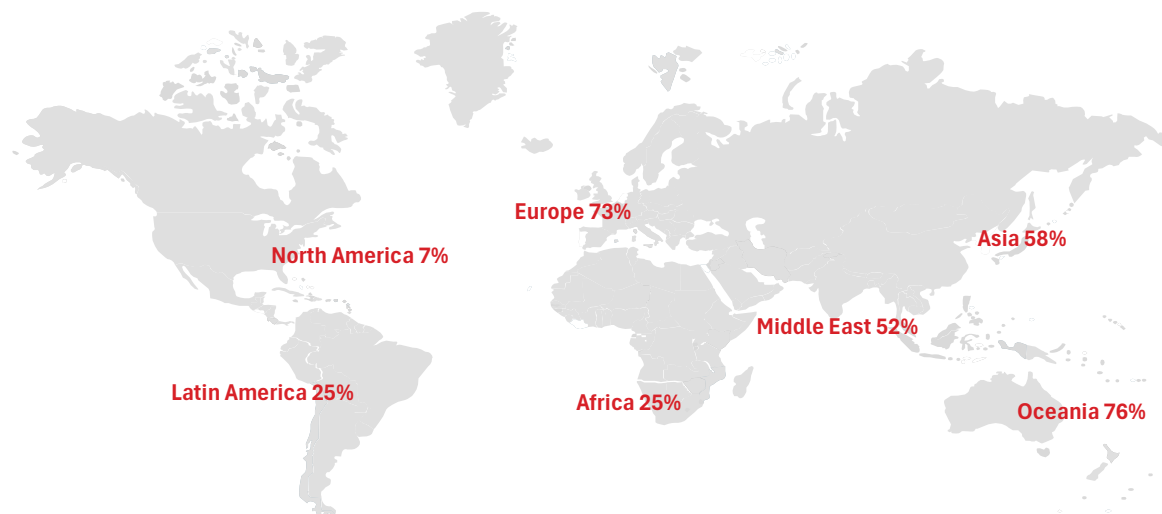 Europe 73%
Asia 58%
North America 7%
Middle East 52%
Latin America 25%
Africa 25%
Oceania 76%